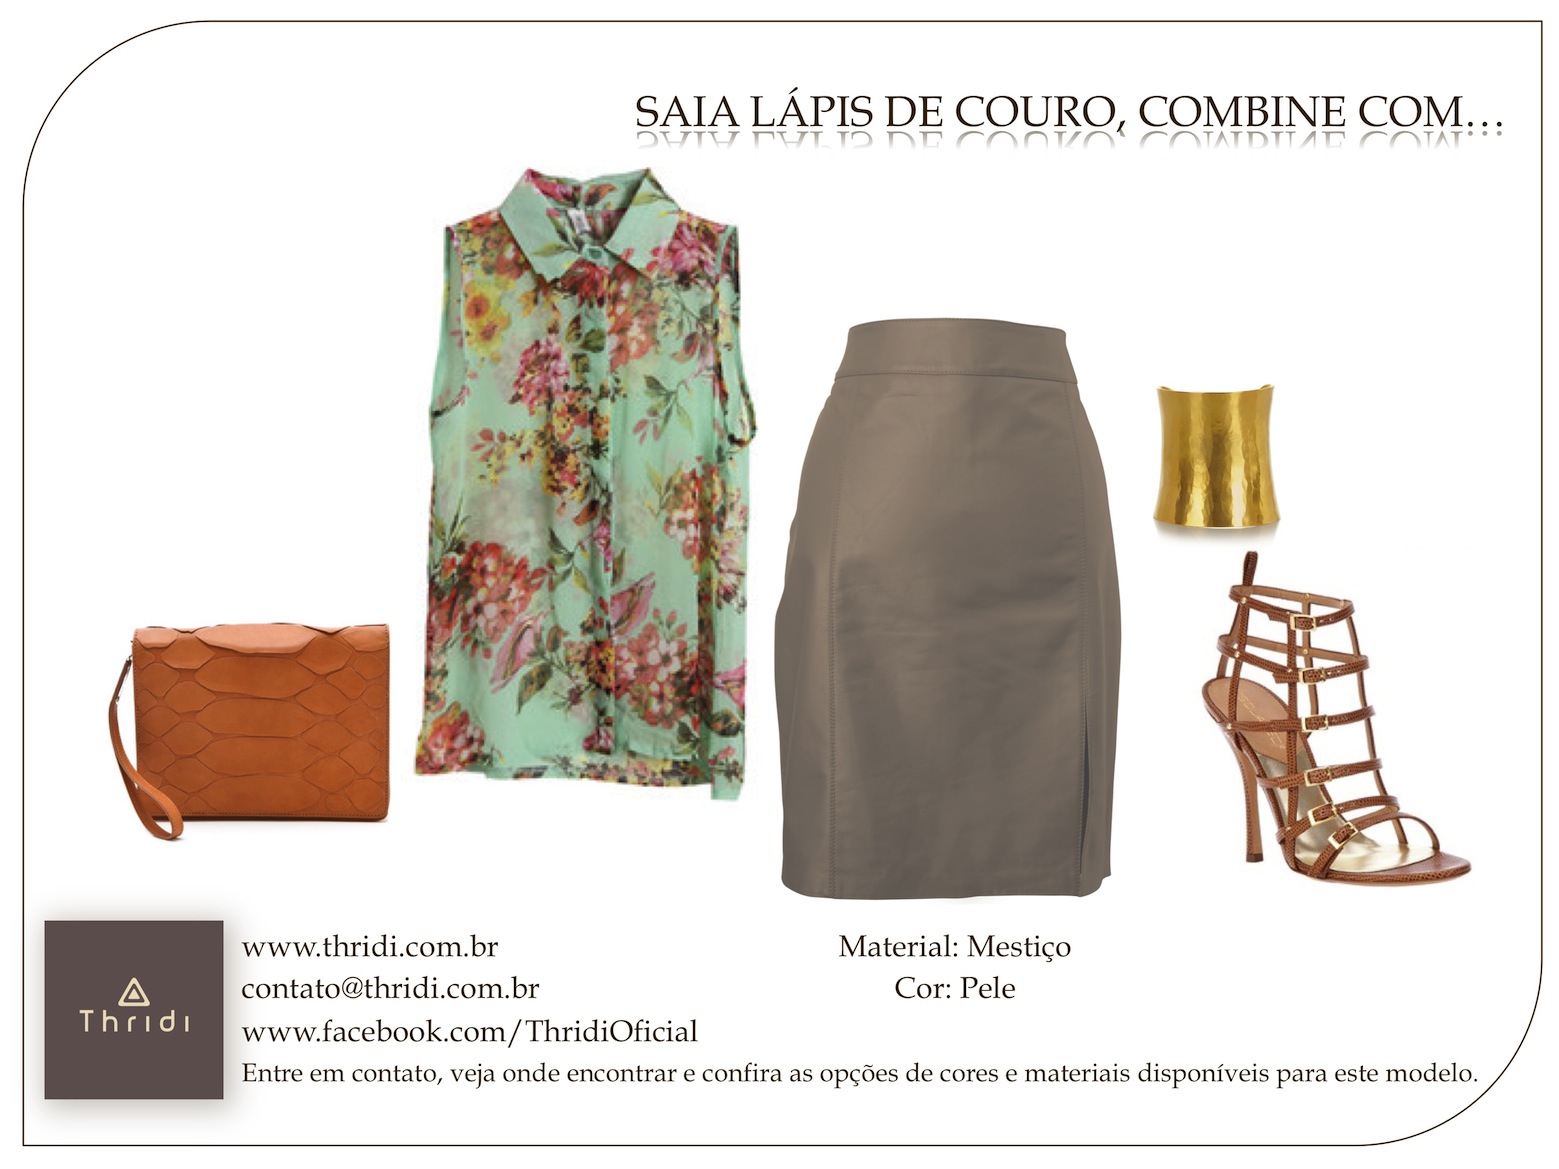 SAIA LÁPIS DE COURO, COMBINE COM...
www.thridi.com.br
contato@thridi.com.br
www.facebook.com/ThridiOficial
Entre em contato, veja onde encontrar e confira as opções de cores e materiais disponíveis para este modelo.
Material: Mestiço
Cor: Pele
Thridi